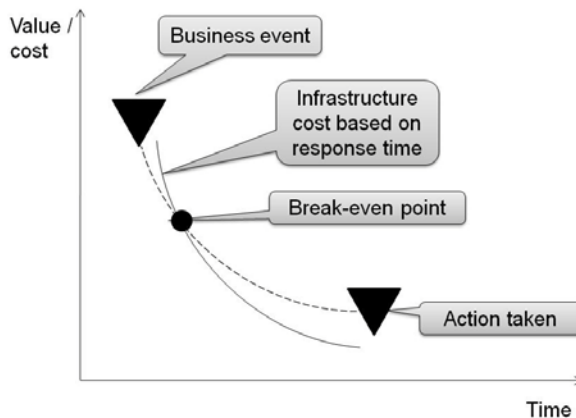 Value /
cost
Business event
Infrastructure
cost based on
response time
Break-even point
Action taken
Time